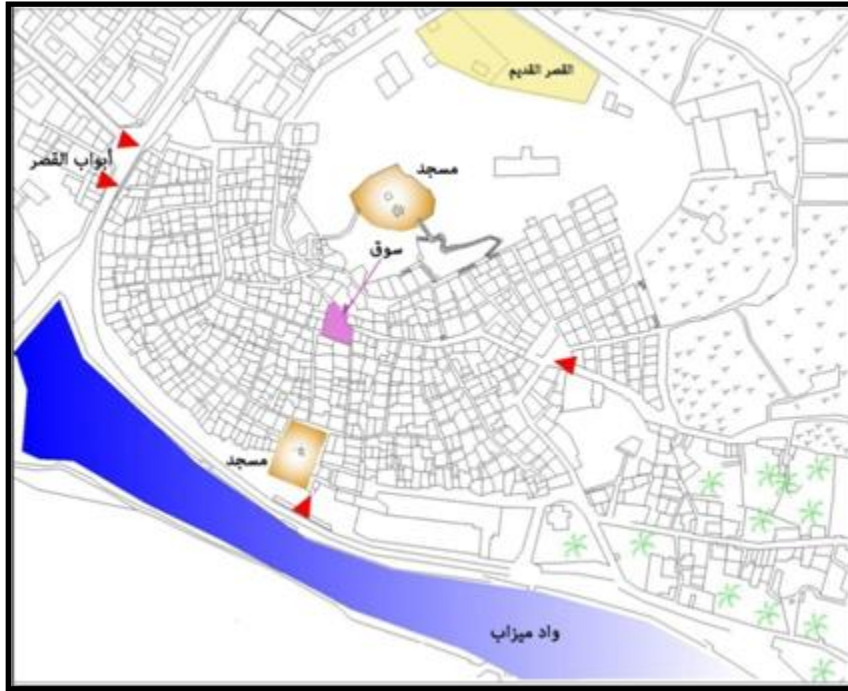 القصر القديم
أبواب القصر
مسجد
سوق
مسجد
واد ميزاب